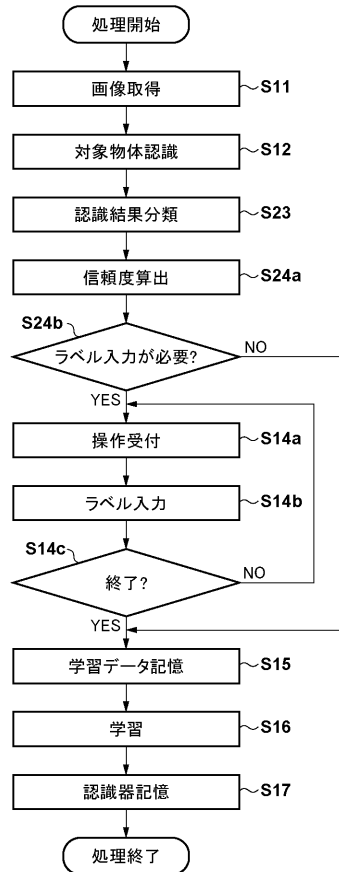 処理開始
画像取得
S11
対象物体認識
S12
認識結果分類
S23
信頼度算出
S24a
S24b
ラベル入力が必要?
NO
YES
操作受付
S14a
ラベル入力
S14b
S14c
終了?
NO
YES
学習データ記憶
S15
学習
S16
認識器記憶
S17
処理終了